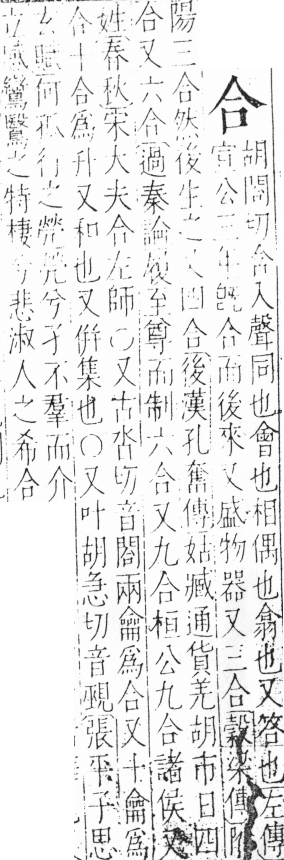 合
胡閤切合入聲同也會也相偶也翕也又答也左傳
宣公二年既合而後來又盛物器又三合穀梁傳
陽三合然後生之又四合後漢孔奮傳姑臧通貨羌胡市日四
合又六合過秦論履至尊而制六合又九合桓公九合諸侯又
姓春秋宋大夫合左師○又古沓切音閤兩龠爲合又十龠爲
合十合爲升又和也又併集也○又叶胡急切音覡張平子思
玄賦何孤行之煢煢兮孑不羣而介
立感鸞鷖之特棲兮悲淑人之希合